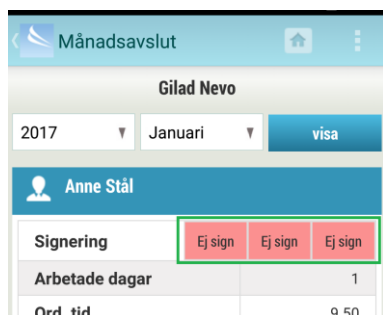 Månadsavslut
Gilad Nevo
2017 Januari visa
Anne Stål
Signering Ej sign Ej sign Ej sign
Arbetade dagar 1
Ord. tid 9,50